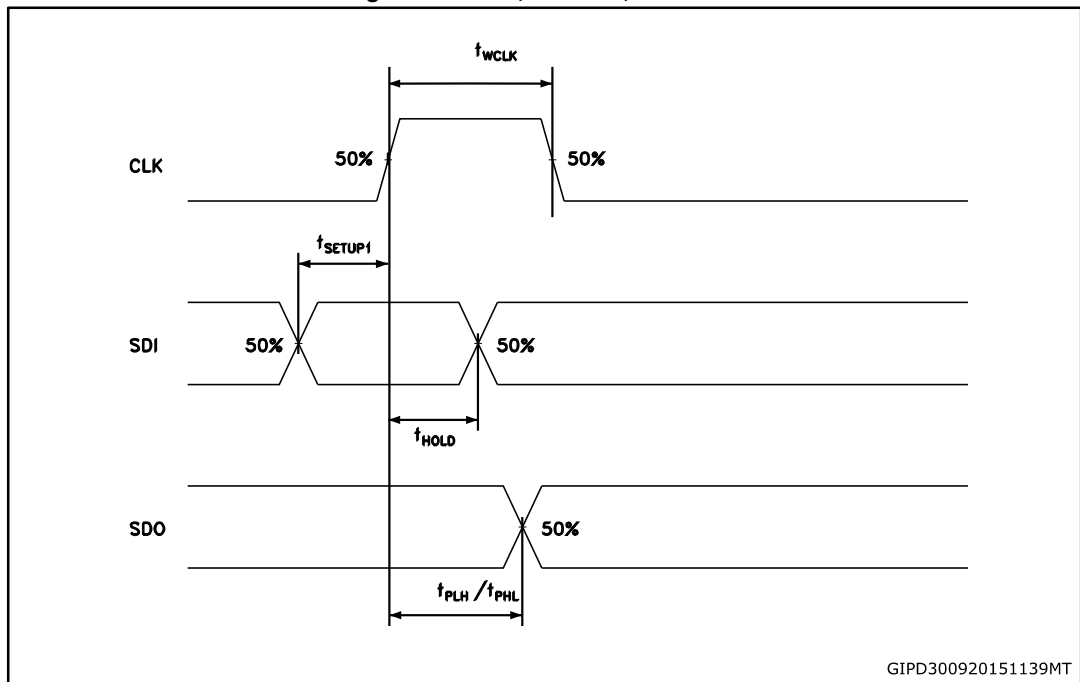 tWCLK
50%
50%
CLK
tSETUP1
SDI
50%
50%
tHOLD
SDO
50%
tPLH /tPHL
GIPD300920151139MT